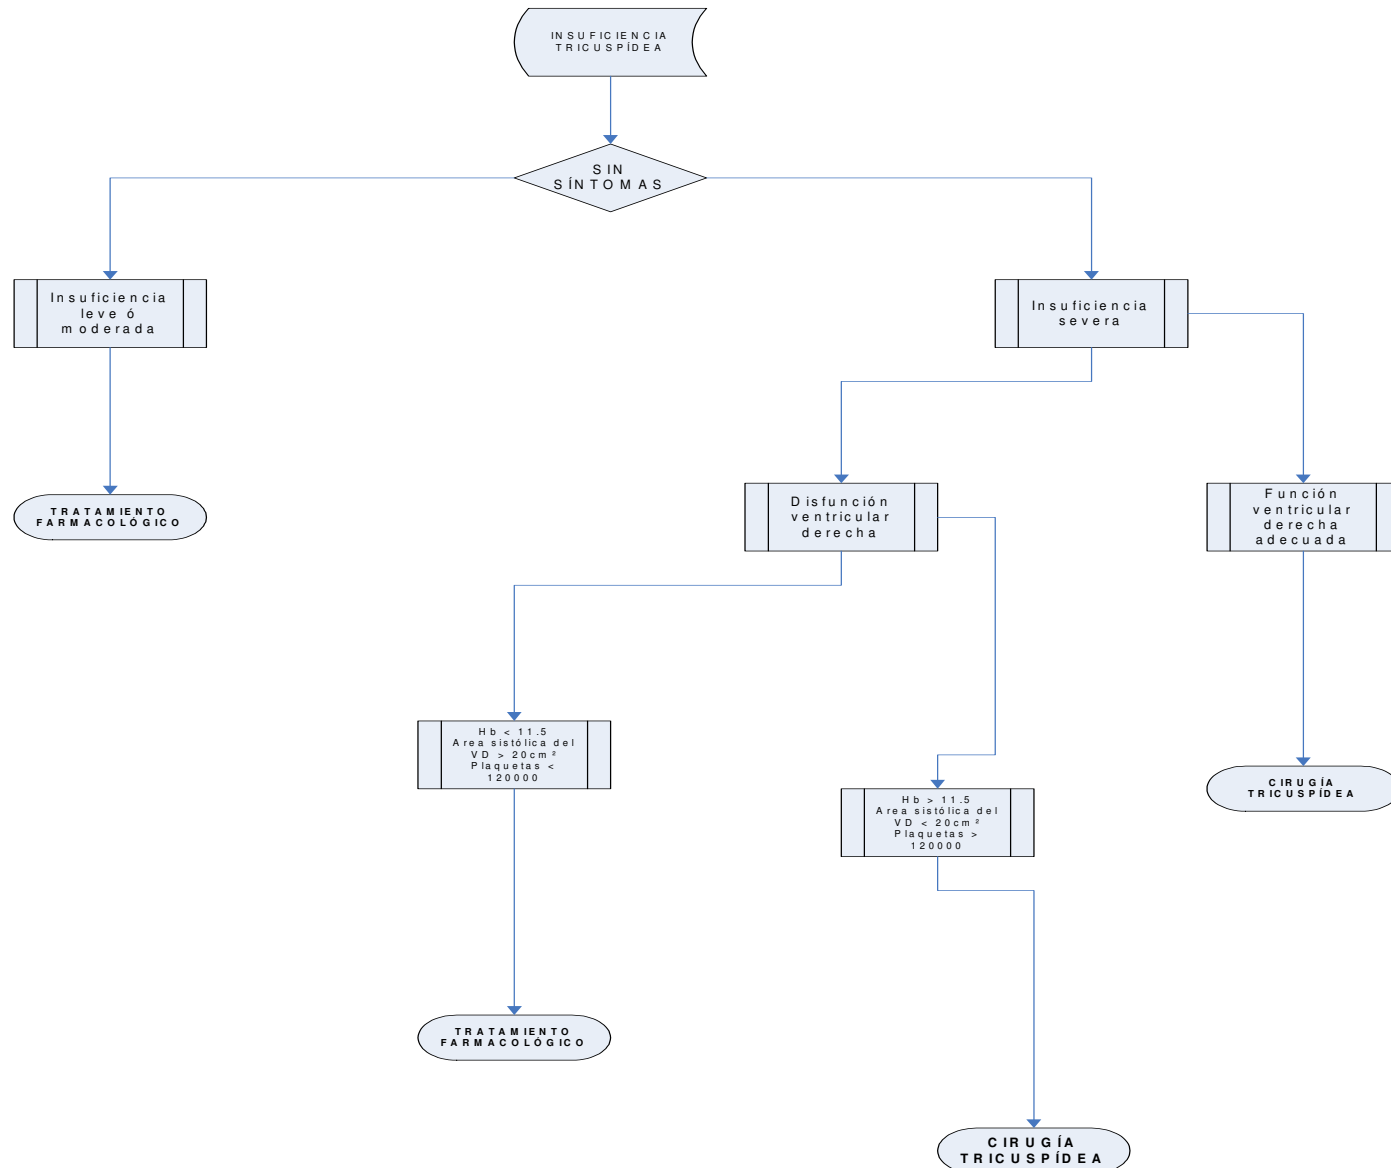 INSUFICIENCIA
TRICUSPÍDEA
SIN
SÍNTOMAS
Insuficiencia
leve ó
moderada
Insuficiencia
severa
TRATAMIENTO
FARMACOLÓGICO
Disfunción
ventricular
derecha
Función
ventricular
derecha
adecuada
Hb < 11.5
Area sistólica del
VD > 20cm²
Plaquetas <
120000
CIRUGÍA
TRICUSPÍDEA
Hb > 11.5
Area sistólica del
VD < 20cm²
Plaquetas >
120000
TRATAMIENTO
FARMACOLÓGICO
CIRUGÍA
TRICUSPÍDEA